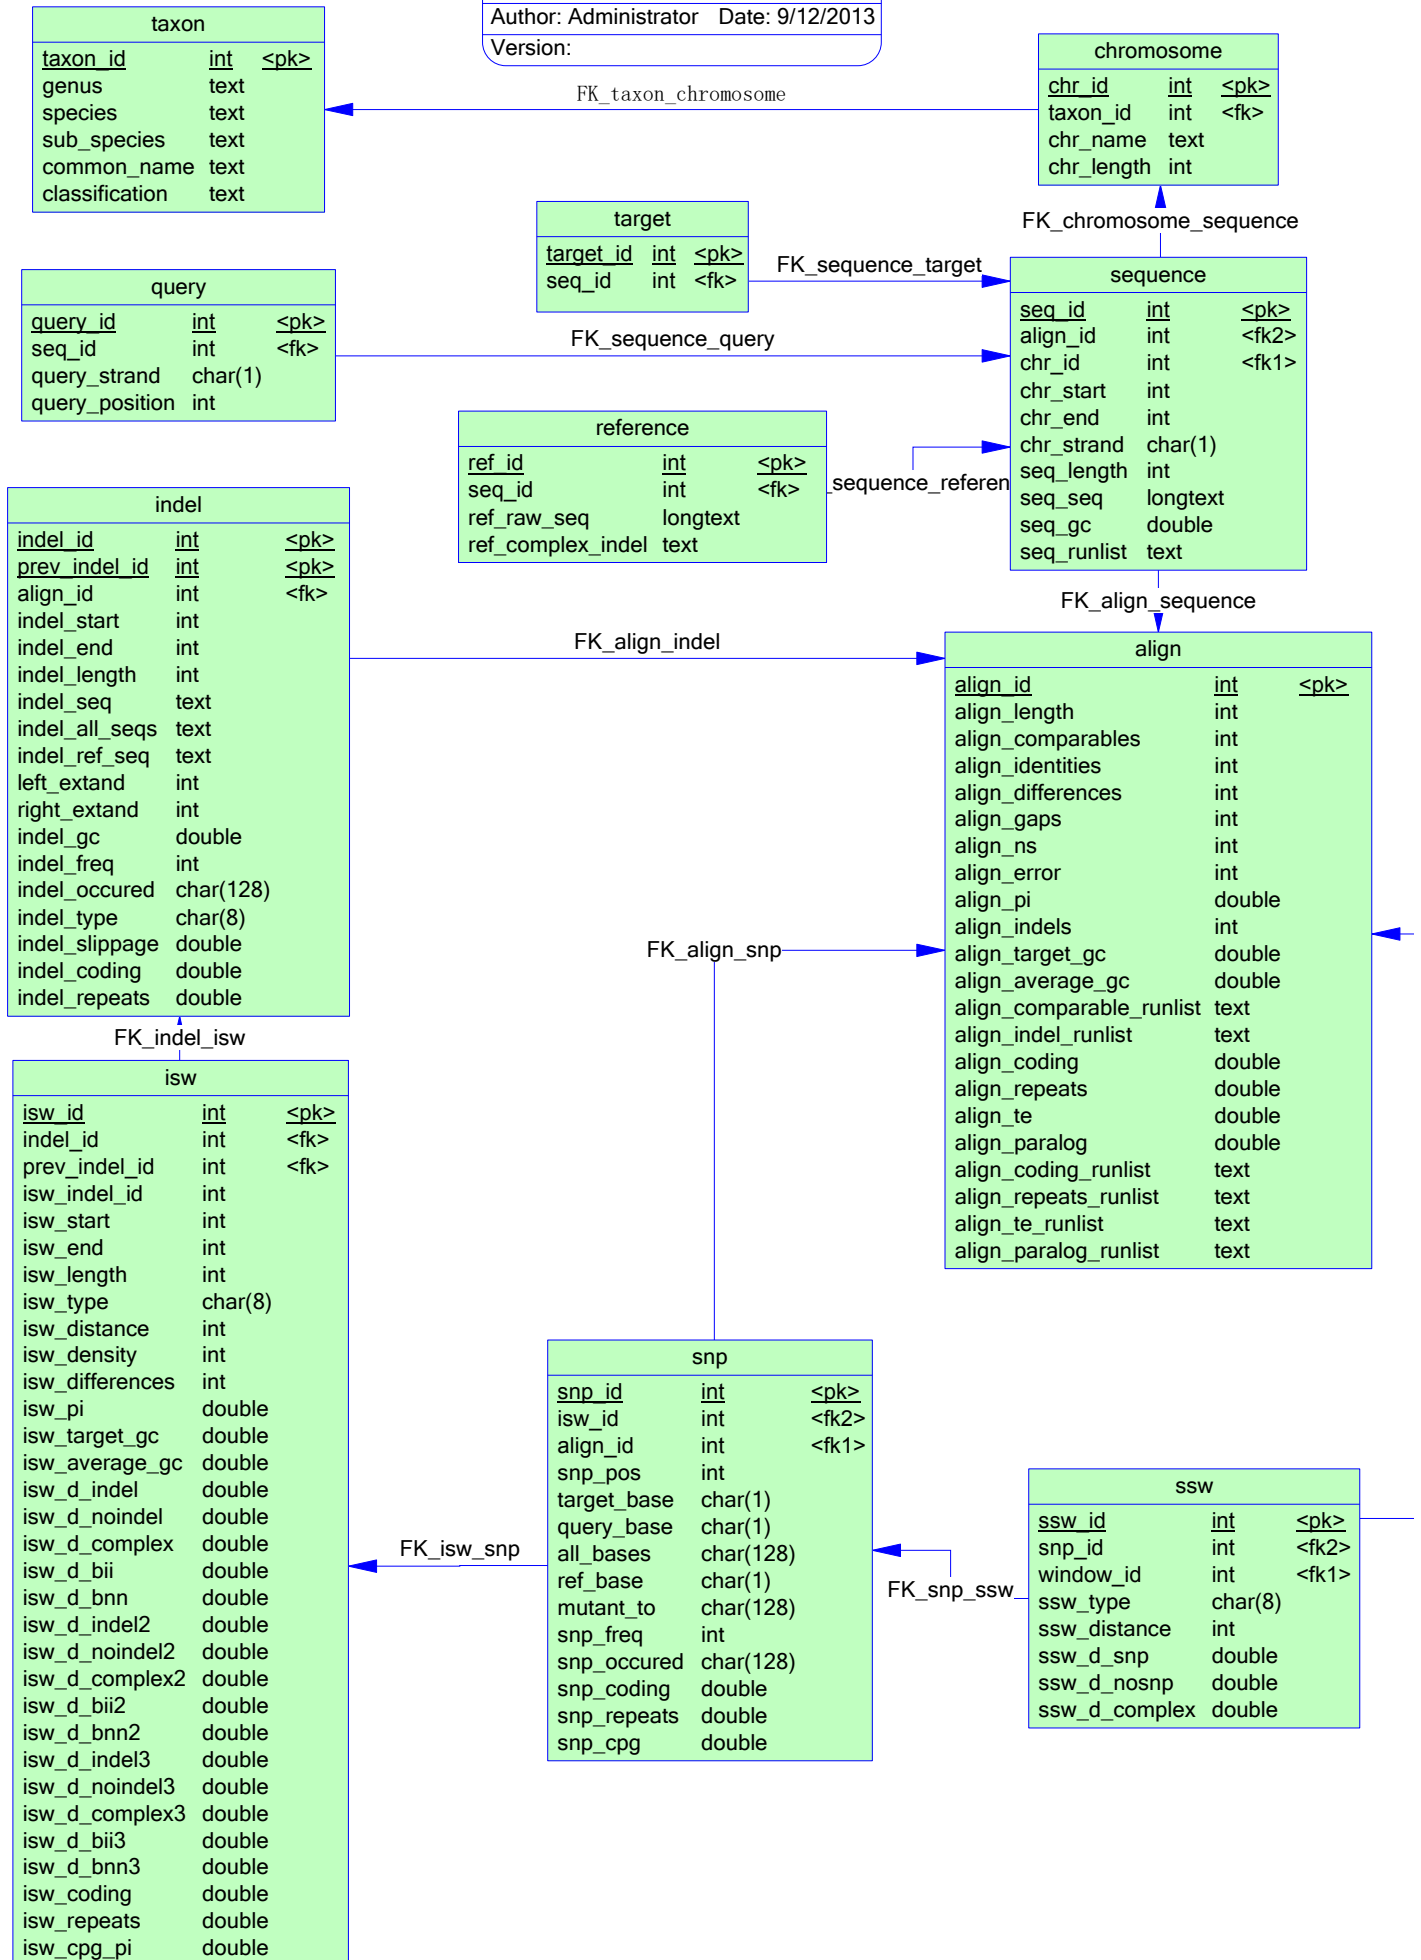 Author: Administrator Date: 9/12/2013
Version:
taxon
taxon_id int <pk>
genus text
species text
sub_species text
common_name text
classification text
FK_taxon_chromosome
chromosome
chr_id int <pk>
taxon_id int <fk>
chr_name text
chr_length int
FK_chromosome_sequence
target
target_id int <pk>
seq_id int <fk>
FK_sequence_target
query
query_id int <pk>
seq_id int <fk>
query_strand char(1)
query_position int
FK_sequence_query
sequence
seq_id int <pk>
align_id int <fk2>
chr_id int <fk1>
chr_start int
chr_end int
chr_strand char(1)
seq_length int
seq_seq longtext
seq_gc double
seq_runlist text
reference
ref_id int <pk>
seq_id int <fk>
ref_raw_seq longtext
ref_complex_indel text
_sequence_referen
FK_align_sequence
indel
indel_id int <pk>
prev_indel_id int <pk>
align_id int <fk>
indel_start int
indel_end int
indel_length int
indel_seq text
indel_all_seqs text
indel_ref_seq text
left_extand int
right_extand int
indel_gc double
indel_freq int
indel_occured char(128)
indel_type char(8)
indel_slippage double
indel_coding double
indel_repeats double
FK_align_indel
align
align_id int <pk>
align_length int
align_comparables int
align_identities int
align_differences int
align_gaps int
align_ns int
align_error int
align_pi double
align_indels int
align_target_gc double
align_average_gc double
align_comparable_runlist text
align_indel_runlist text
align_coding double
align_repeats double
align_te double
align_paralog double
align_coding_runlist text
align_repeats_runlist text
align_te_runlist text
align_paralog_runlist text
FK_align_snp
FK_indel_isw
isw
isw_id int <pk>
indel_id int <fk>
prev_indel_id int <fk>
isw_indel_id int
isw_start int
isw_end int
isw_length int
isw_type char(8)
isw_distance int
isw_density int
isw_differences int
isw_pi double
isw_target_gc double
isw_average_gc double
isw_d_indel double
isw_d_noindel double
isw_d_complex double
isw_d_bii double
isw_d_bnn double
isw_d_indel2 double
isw_d_noindel2 double
isw_d_complex2 double
isw_d_bii2 double
isw_d_bnn2 double
isw_d_indel3 double
isw_d_noindel3 double
isw_d_complex3 double
isw_d_bii3 double
isw_d_bnn3 double
isw_coding double
isw_repeats double
isw_cpg_pi double
FK_isw_snp
snp
snp_id int <pk>
isw_id int <fk2>
align_id int <fk1>
snp_pos int
target_base char(1)
query_base char(1)
all_bases char(128)
ref_base char(1)
mutant_to char(128)
snp_freq int
snp_occured char(128)
snp_coding double
snp_repeats double
snp_cpg double
FK_snp_ssw
ssw
ssw_id int <pk>
snp_id int <fk2>
window_id int <fk1>
ssw_type char(8)
ssw_distance int
ssw_d_snp double
ssw_d_nosnp double
ssw_d_complex double